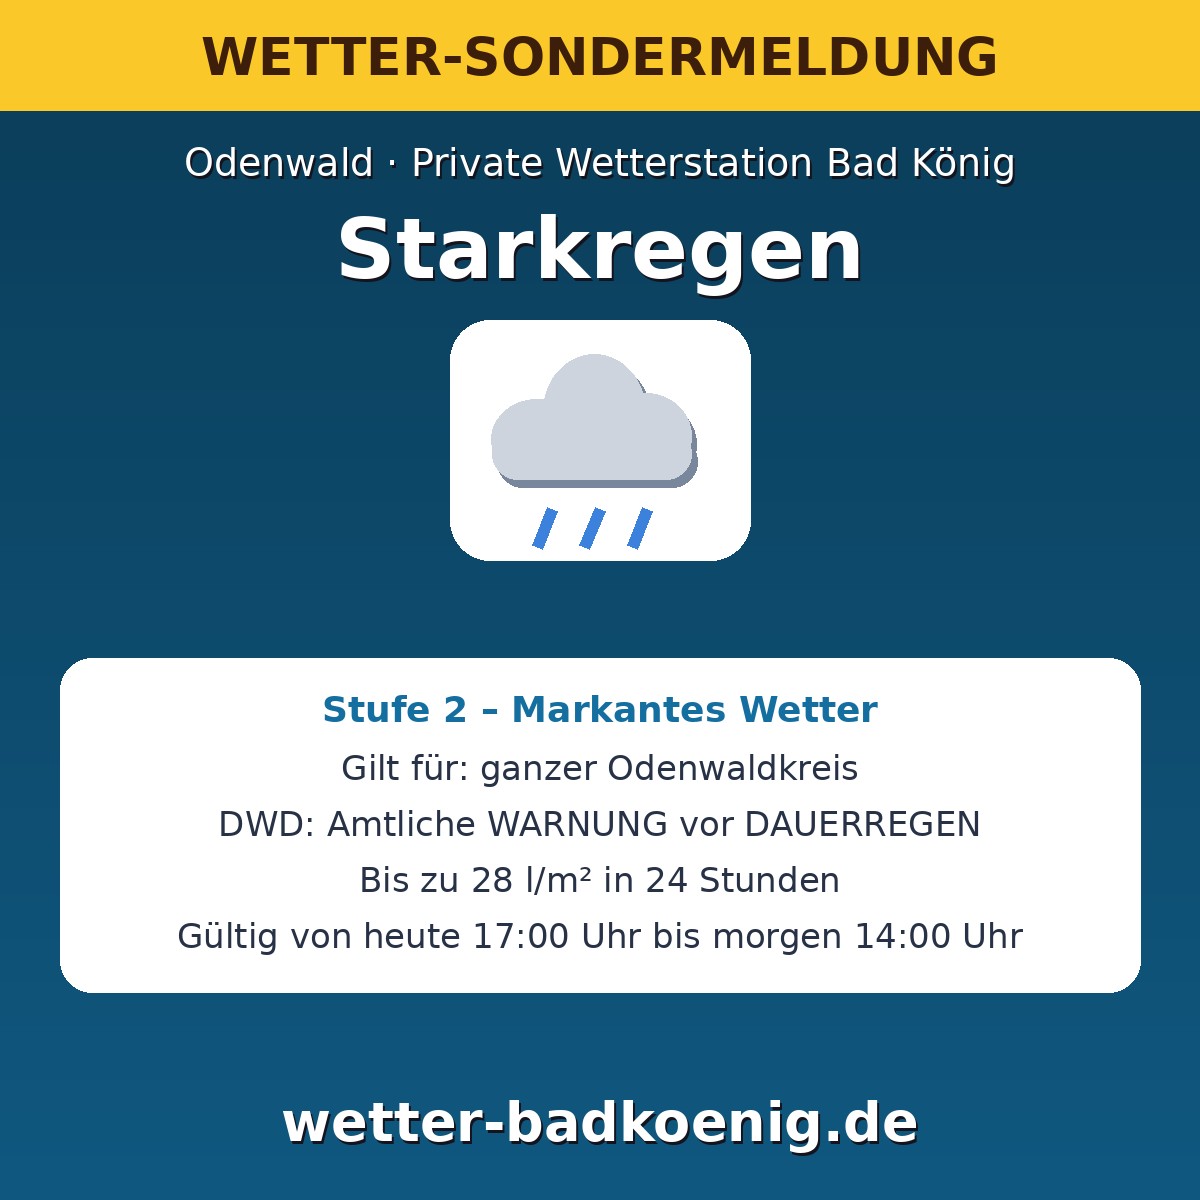 WETTER-SONDERMELDUNG
Odenwald · Private Wetterstation Bad König
Starkregen
Stufe 2 – Markantes Wetter
Gilt für: ganzer Odenwaldkreis
DWD: Amtliche WARNUNG vor DAUERREGEN
Bis zu 28 l/m² in 24 Stunden
Gültig von heute 17:00 Uhr bis morgen 14:00 Uhr
wetter-badkoenig.de